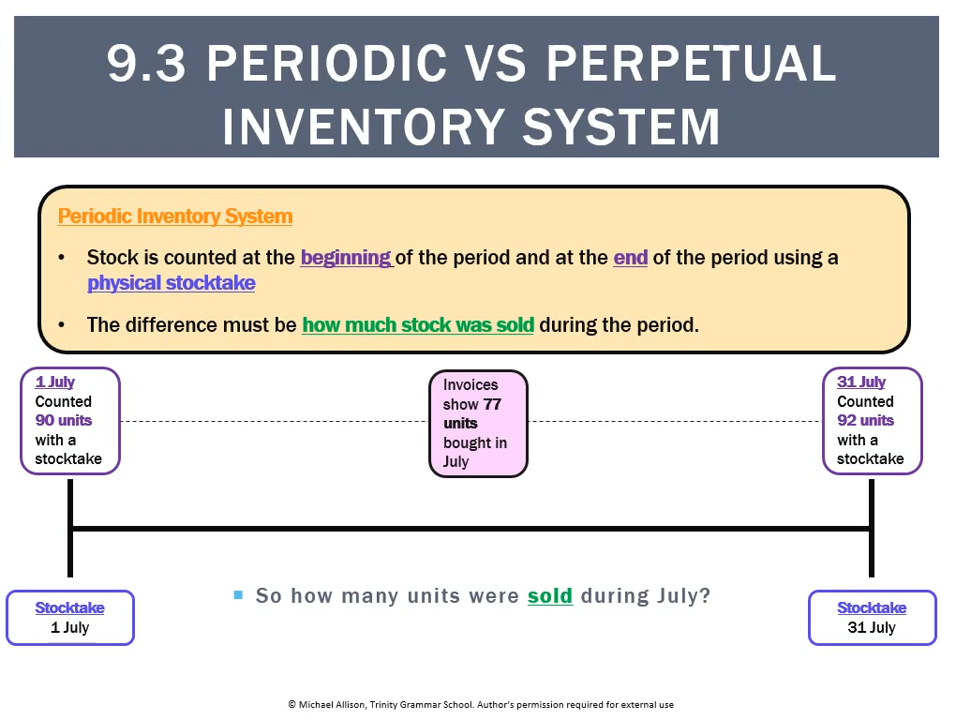 9.3 PERIODIC VS PERPETUAL
INVENTORY SYSTEM
Periodic Inventory System
• Stock is counted at the beginning of the period and at the end of the period using a
physical stocktake
• The difference must be how much stock was sold during the period.
1 July
Counted
90 units
with a
stocktake
Invoices
show 77
units
bought in
July
31 July
Counted
92 units
with a
stocktake
So how many units were sold during July?
Stocktake
1 July
Stocktake
31 July
© Michael Allison, Trinity Grammar School. Author's permission required for external use